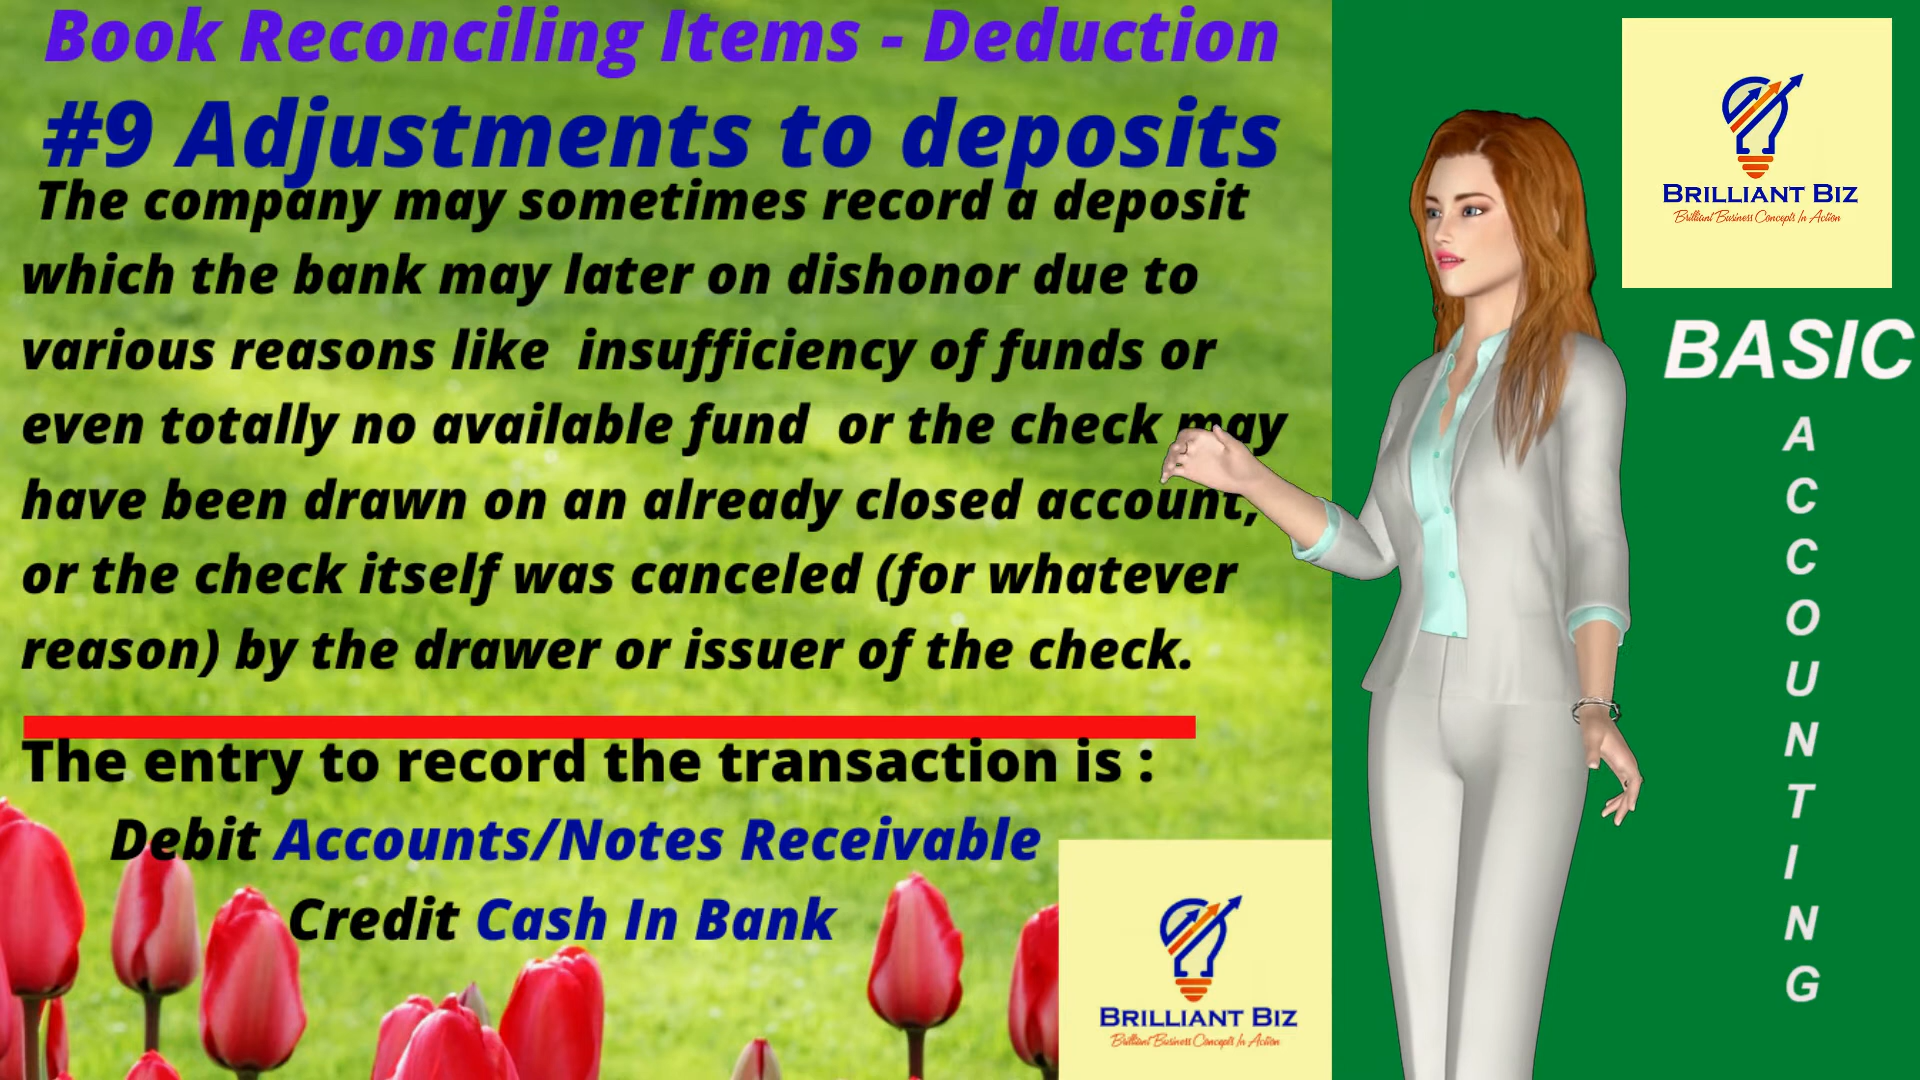 Book Reconciling Items - Deduction
#9 Adjustments to deposits
The company may sometimes record a deposit
which the bank may later on dishonor due to
various reasons like insufficiency of funds or
even totally no available fund or the check may
have been drawn on an already closed account,
or the check itself was canceled (for whatever
reason) by the drawer or issuer of the check.
The entry to record the transaction is :
Debit Accounts/Notes Receivable
Credit Cash In Bank
BRILLIANT BIZ
Brilliant Business Concepts In Action
BRILLIANT BIZ
Brilliant Business Concepts In Action
BASIC
A
C
C
O
U
N
T
I
N
G